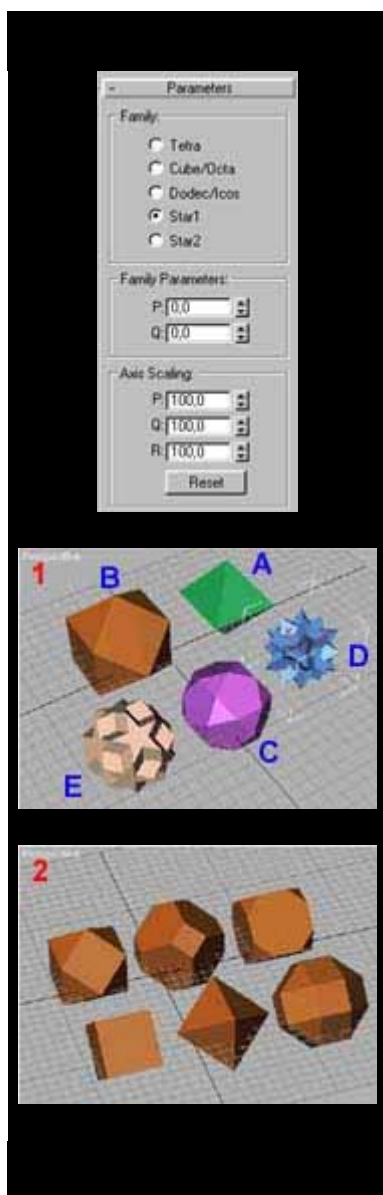 - Parameters
Family:
Tetra
Cube/Octa
Dodec/Icos
Star1
Star2
Family Parameters:
P: 0,0
Q: 0,0
Axis Scaling:
P: 100,0
Q: 100,0
R: 100,0
Reset
Perspective
1
B
A
D
C
E
2